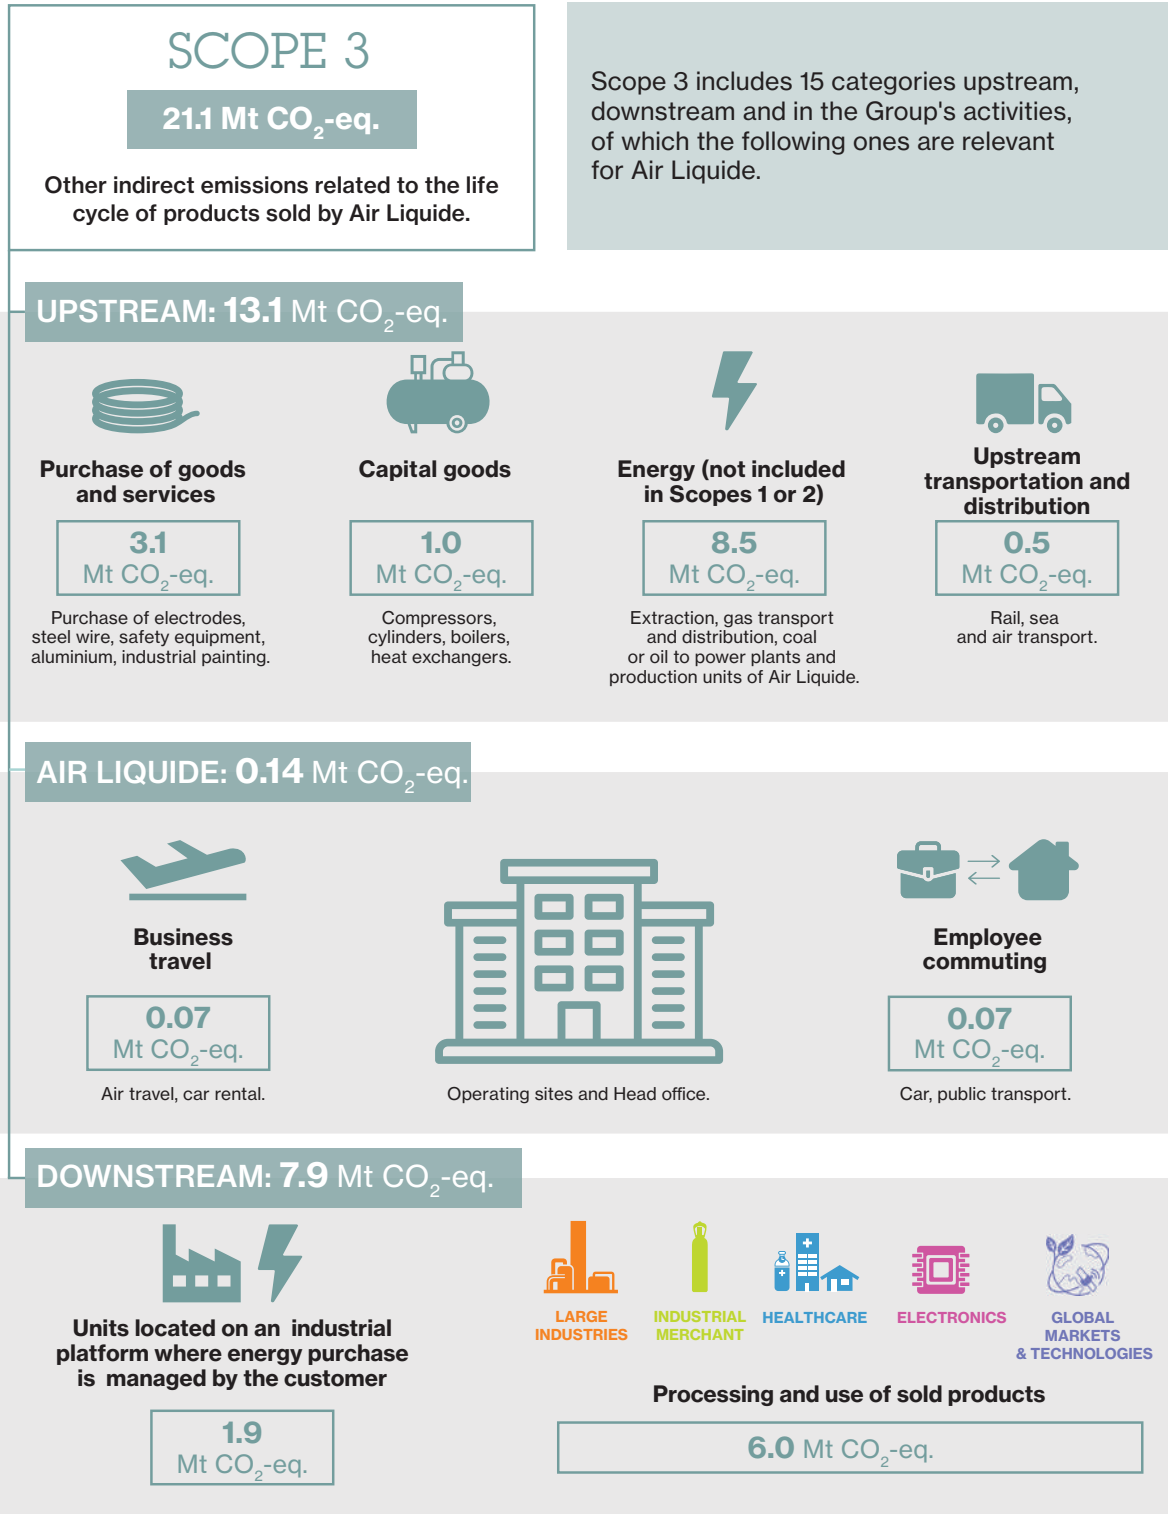 SCOPE 3
21.1 Mt CO₂-eq.
Other indirect emissions related to the life
cycle of products sold by Air Liquide.
Scope 3 includes 15 categories upstream,
downstream and in the Group's activities,
of which the following ones are relevant
for Air Liquide.
UPSTREAM: 13.1 Mt CO₂-eq.
Purchase of goods
and services
3.1
Mt CO₂-eq.
Purchase of electrodes,
steel wire, safety equipment,
aluminium, industrial painting.
Capital goods
1.0
Mt CO₂-eq.
Compressors,
cylinders, boilers,
heat exchangers.
Energy (not included
in Scopes 1 or 2)
8.5
Mt CO₂-eq.
Extraction, gas transport
and distribution, coal
or oil to power plants and
production units of Air Liquide.
Upstream
transportation and
distribution
0.5
Mt CO₂-eq.
Rail, sea
and air transport.
AIR LIQUIDE: 0.14 Mt CO₂-eq.
Business
travel
0.07
Mt CO₂-eq.
Air travel, car rental.
Operating sites and Head office.
Employee
commuting
0.07
Mt CO₂-eq.
Car, public transport.
DOWNSTREAM: 7.9 Mt CO₂-eq.
Units located on an industrial
platform where energy purchase
is managed by the customer
1.9
Mt CO₂-eq.
LARGE
INDUSTRIES
INDUSTRIAL
MERCHANT
HEALTHCARE
ELECTRONICS
GLOBAL
MARKETS
& TECHNOLOGIES
Processing and use of sold products
6.0 Mt CO₂-eq.